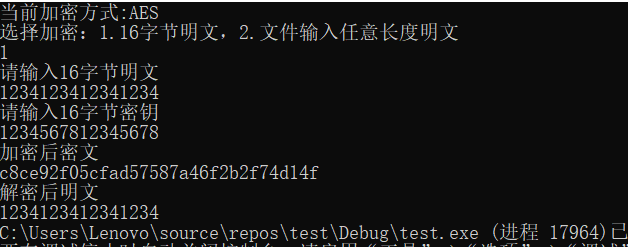 当前加密方式:AES
选择加密：1.16字节明文，2.文件输入任意长度明文
1
请输入16字节明文
1234123412341234
请输入16字节密钥
1234567812345678
加密后密文
c8ce92f05cfad57587a46f2b2f74d14f
解密后明文
1234123412341234
C:\Users\Lenovo\source\repos\test\Debug\test.exe (进程 17964)已